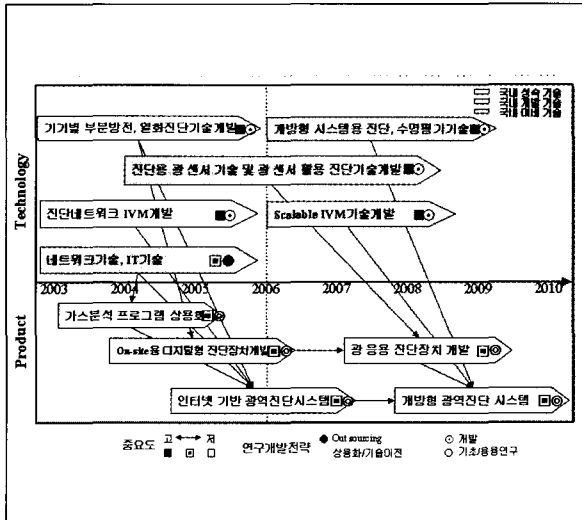 국내 성숙 기술
국내 개발 기술
국내 미래 기술
Technology
기기별 부분방전, 열화진단기술개발
개방형 시스템용 진단, 수명평가기술
진단용 광 센서 기술 및 광 센서 활용 진단기술개발
진단네트워크 IVM개발
Scalable IVM기술개발
네트워크기술, IT기술
2003 2004 2005 2006 2007 2008 2009 2010
Product
가스분석 프로그램 상용화
On-site용 디지털형 진단장치개발
광 응용 진단장치 개발
인터넷 기반 광역진단시스템
개방형 광역진단 시스템
중요도
고 저
연구개발전략
Out sourcing
개발
상용화/기술이전
기초/응용연구